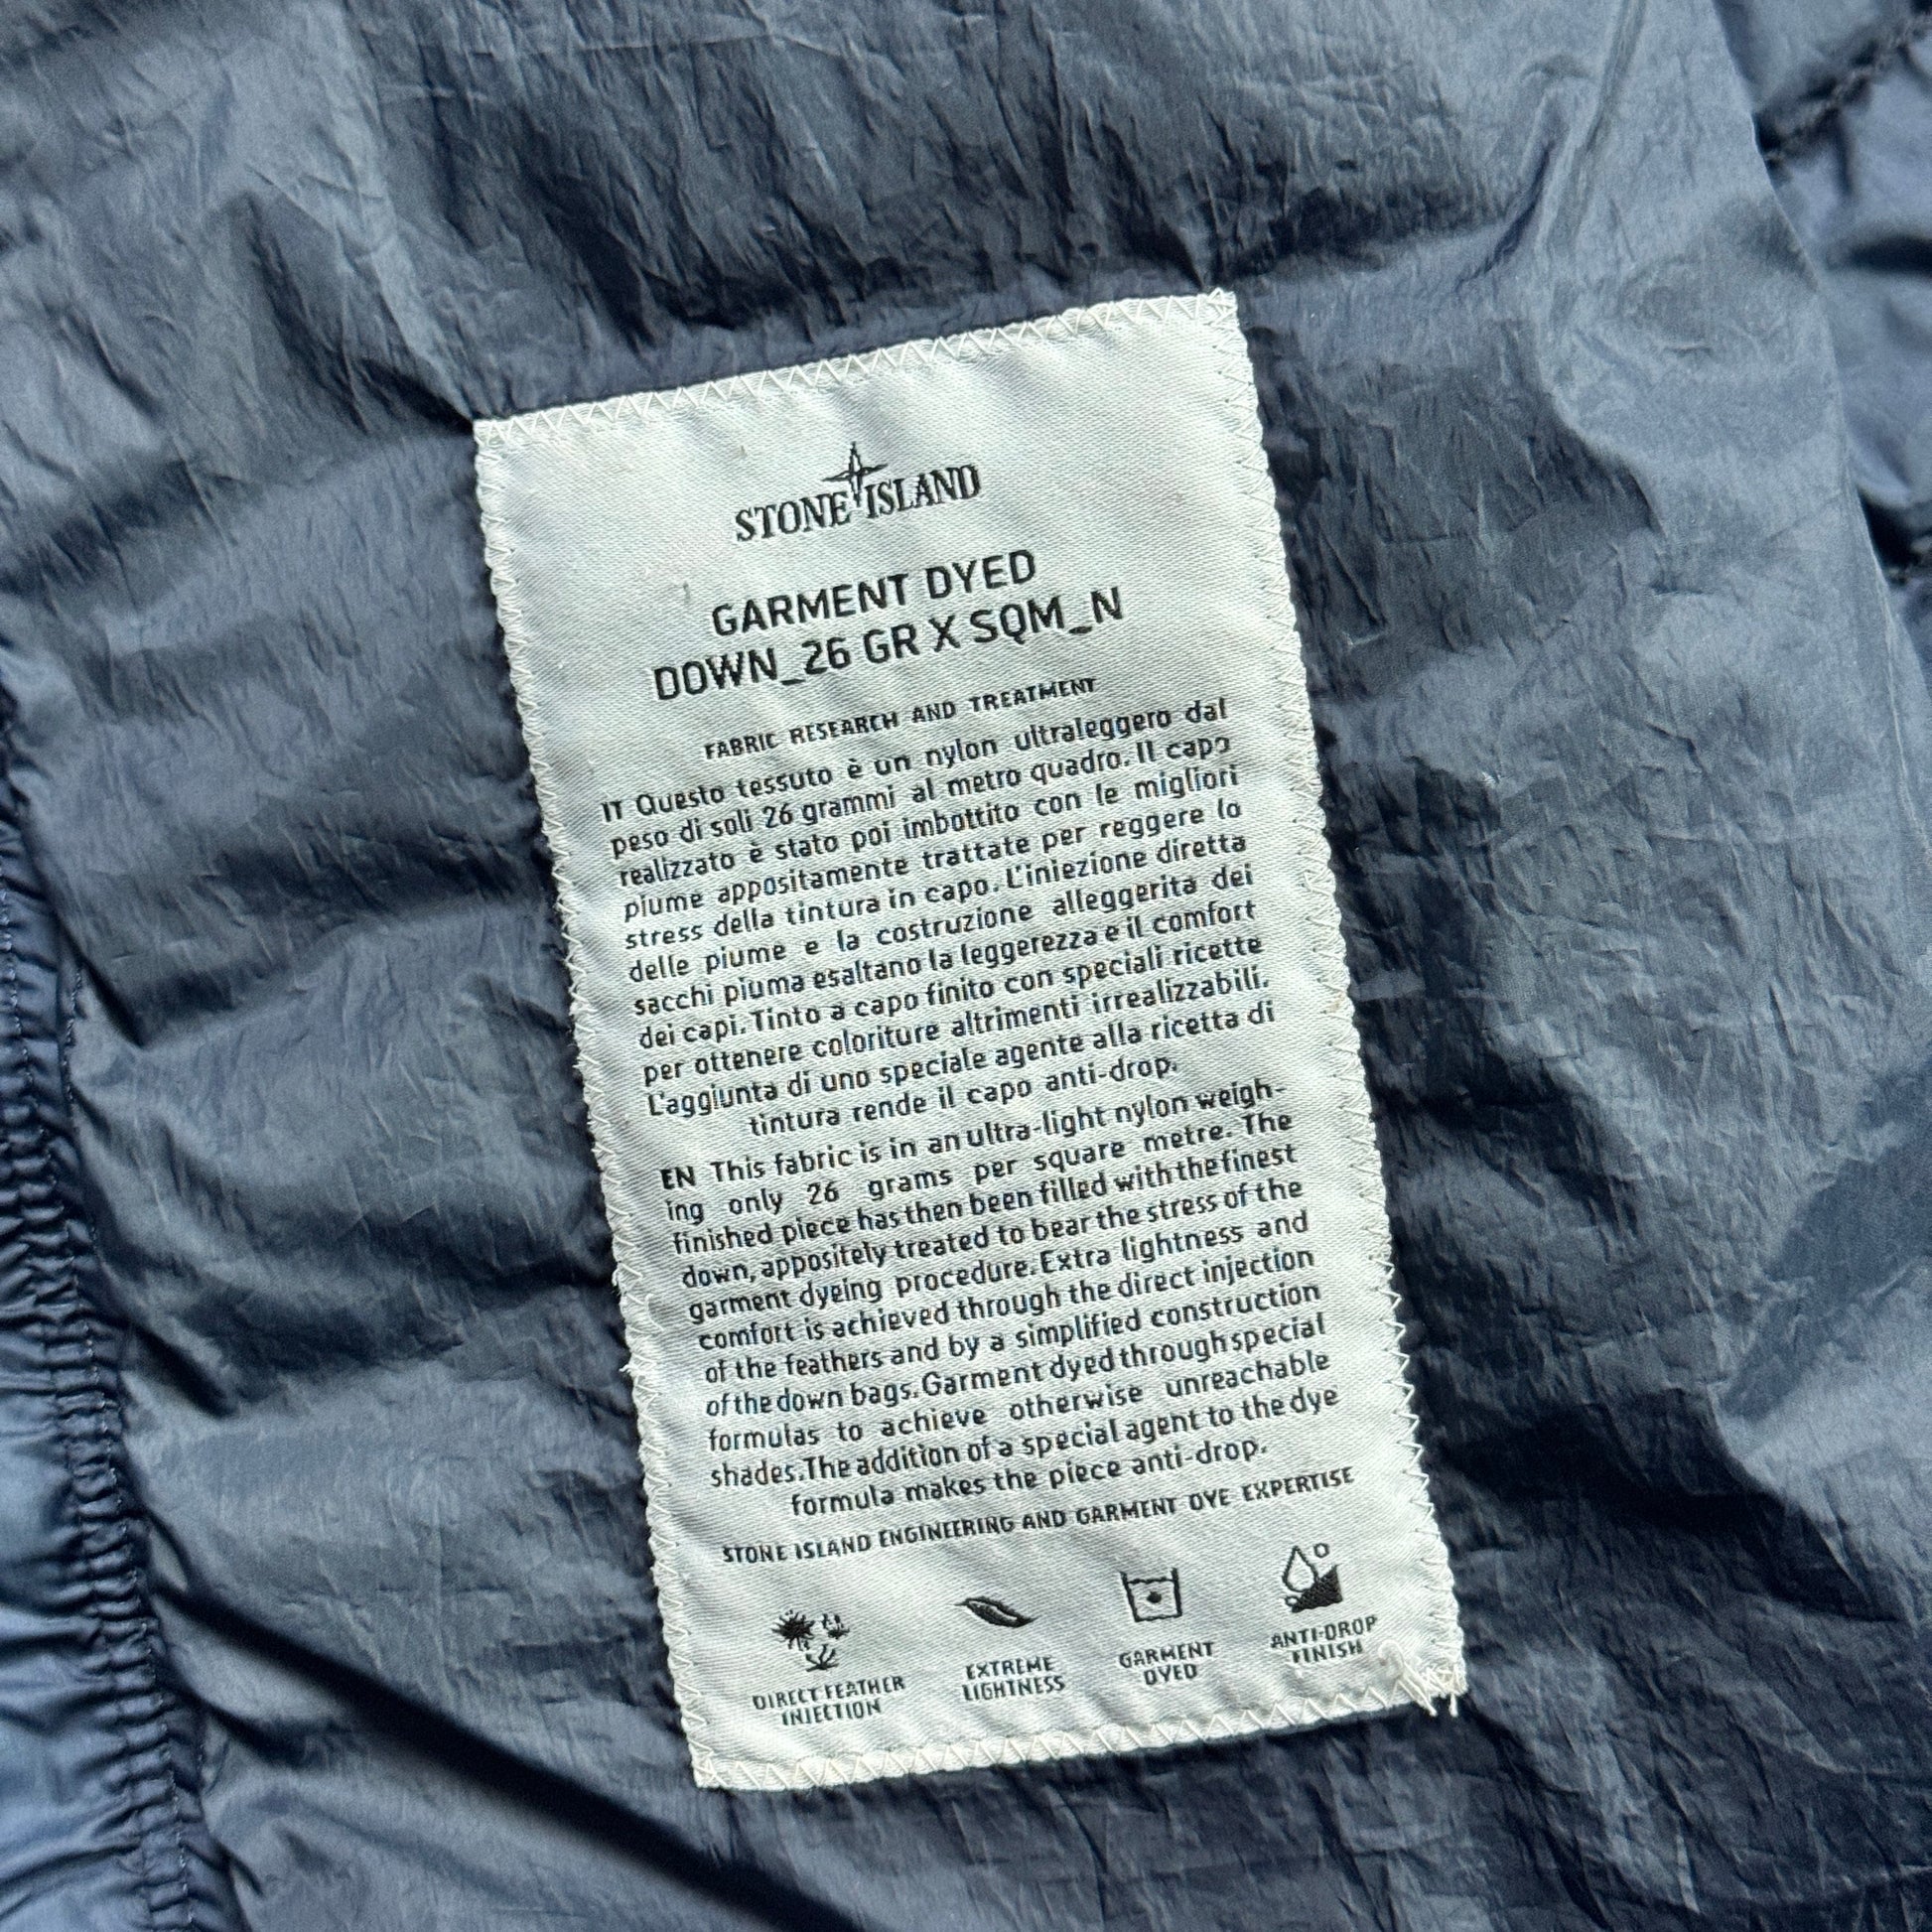 STONE ISLAND
GARMENT DYED
DOWN_26 GR X SQM_N
FABRIC RESEARCH AND TREATMENT
IT Questo tessuto è un nylon ultraleggero dal
peso di soli 26 grammi al metro quadro. Il capo
realizzato è stato poi imbottito con le migliori
piume appositamente trattate per reggere lo
stress della tintura in capo. L'iniezione diretta
delle piume e la costruzione alleggerita dei
sacchi piuma esaltano la leggerezza e il comfort
dei capi. Tinto a capo finito con speciali ricette
per ottenere coloriture altrimenti irrealizzabili.
L'aggiunta di uno speciale agente alla ricetta di
tintura rende il capo anti-drop.
EN This fabric is in an ultra-light nylon weigh-
ing only 26 grams per square metre. The
finished piece has then been filled with the finest
down, appositely treated to bear the stress of the
garment dyeing procedure. Extra lightness and
comfort is achieved through the direct injection
of the feathers and by a simplified construction
of the down bags. Garment dyed through special
formulas to achieve otherwise unreachable
shades. The addition of a special agent to the dye
formula makes the piece anti-drop.
STONE ISLAND ENGINEERING AND GARMENT DYE EXPERTISE
DIRECT FEATHER
INJECTION
EXTREME
LIGHTNESS
GARMENT
DYED
ANTI-DROP
FINISH